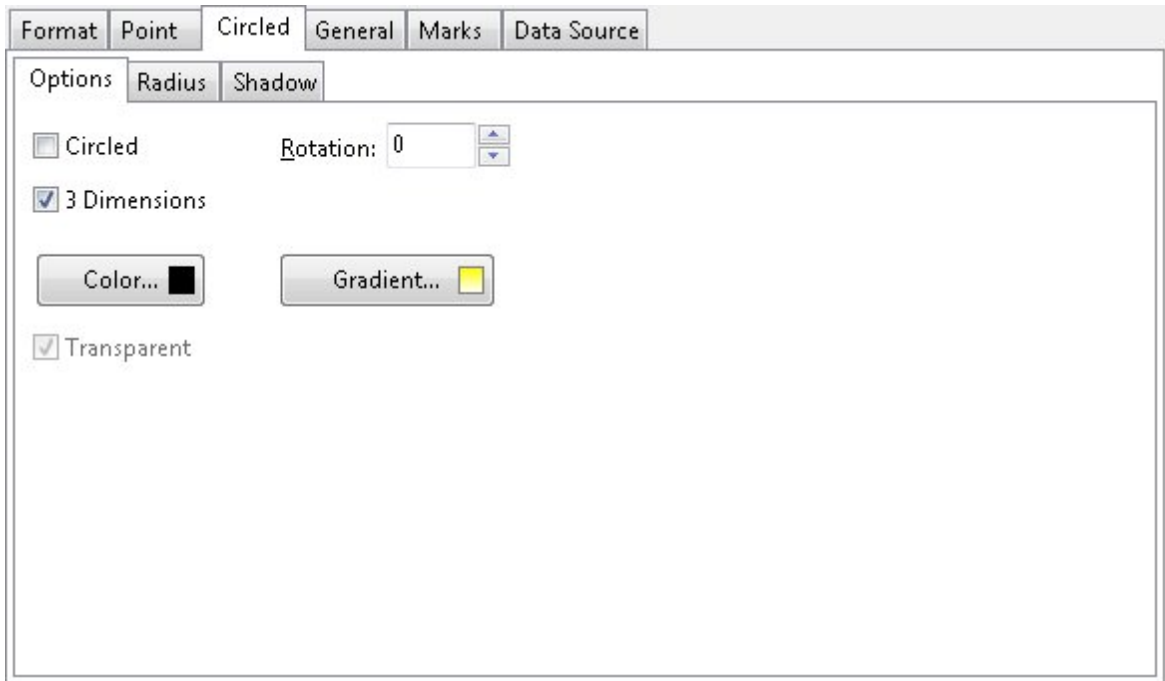 Format Point Circled General Marks Data Source
Options Radius Shadow
Circled Rotation: 0
3 Dimensions
Color... Gradient...
Transparent